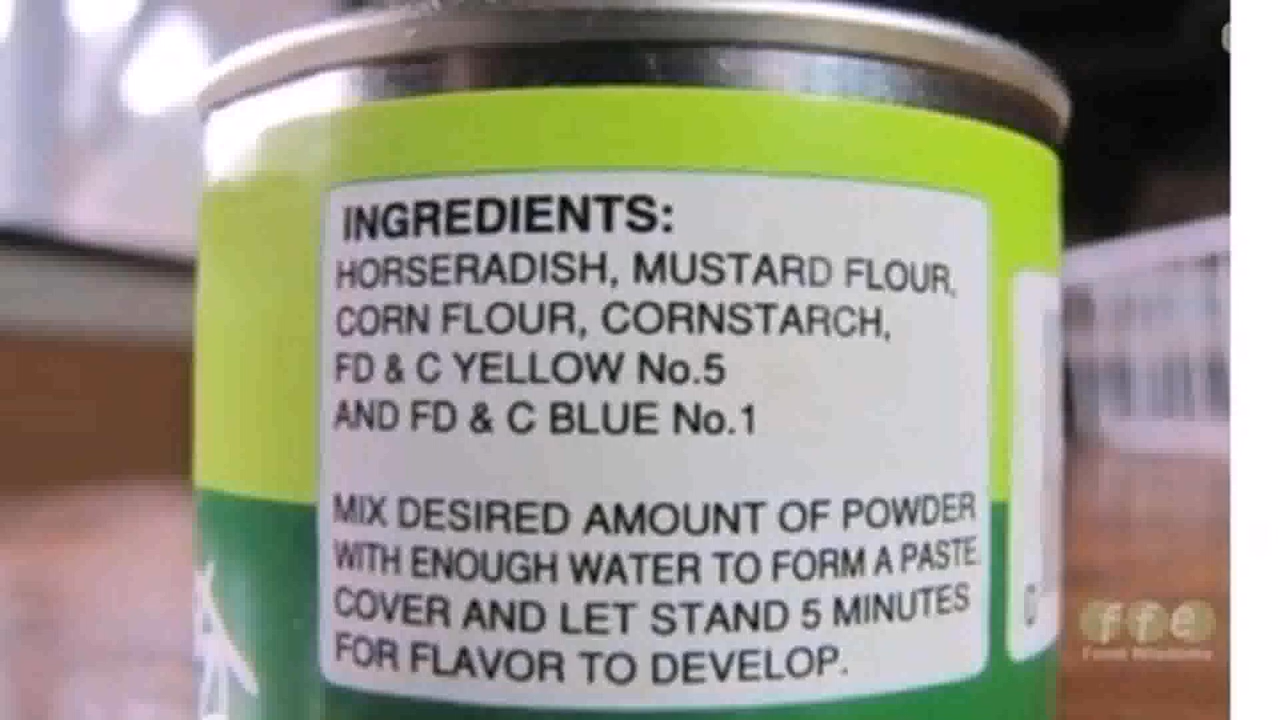 INGREDIENTS:
HORSERADISH, MUSTARD FLOUR,
CORN FLOUR, CORNSTARCH,
FD & C YELLOW No.5
AND FD & C BLUE No.1
MIX DESIRED AMOUNT OF POWDER
WITH ENOUGH WATER TO FORM A PASTE.
COVER AND LET STAND 5 MINUTES
FOR FLAVOR TO DEVELOP.
ffe